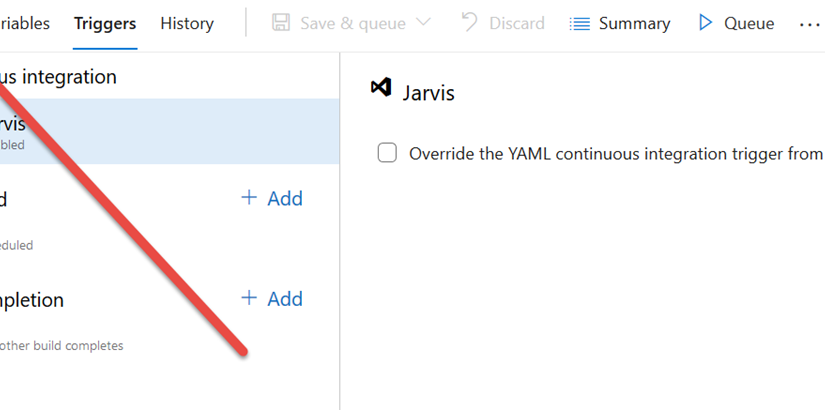 riables Triggers History Save & queue Discard Summary Queue ...
us integration
Jarvis
rvis
bled
Override the YAML continuous integration trigger from
d + Add
eduled
mpletion + Add
other build completes